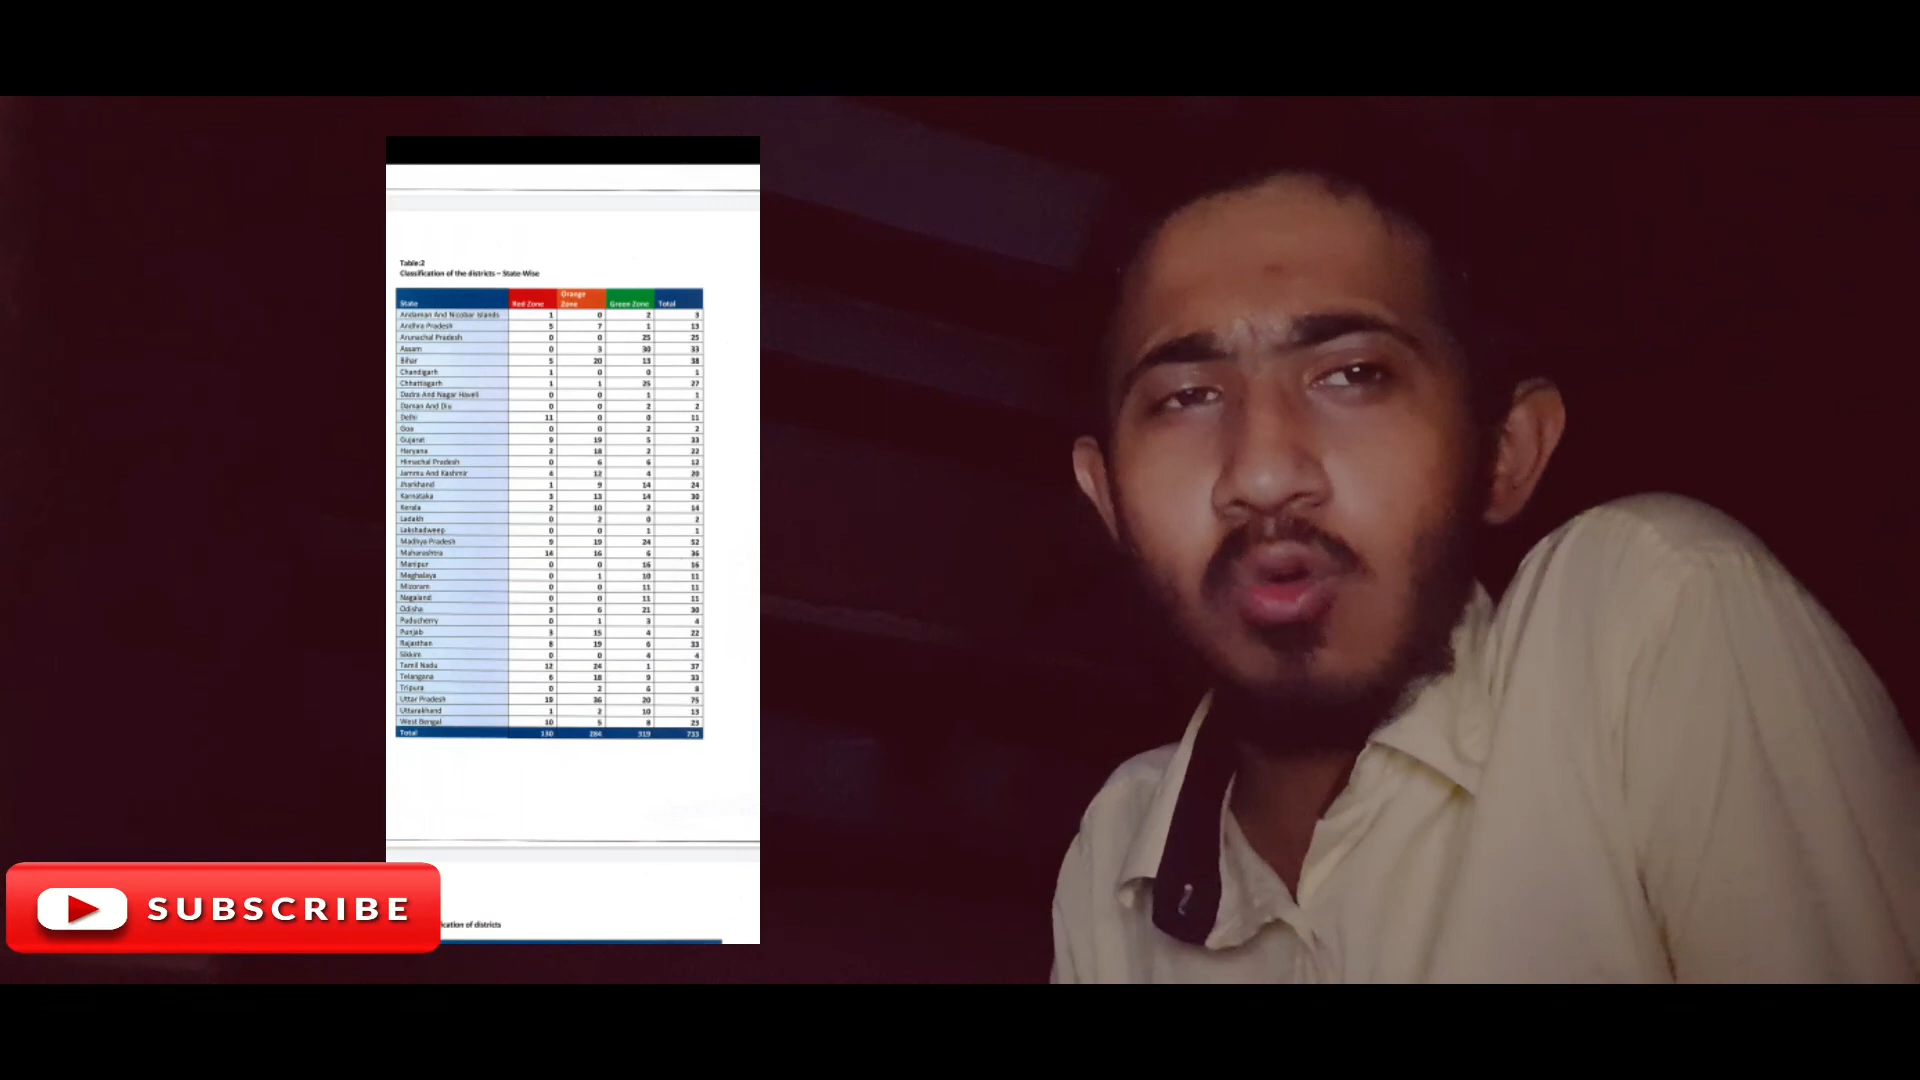 Table:2
Classification of the districts – State-Wise
State Red Zone Orange Zone Green Zone Total
Andaman And Nicobar Islands 1 0 2 3
Andhra Pradesh 5 7 1 13
Arunachal Pradesh 0 0 25 25
Assam 0 3 30 33
Bihar 5 20 13 38
Chandigarh 1 0 0 1
Chhattisgarh 1 1 25 27
Dadra And Nagar Haveli 0 0 1 1
Daman And Diu 0 0 2 2
Delhi 11 0 0 11
Goa 0 0 2 2
Gujarat 9 19 5 33
Haryana 2 18 2 22
Himachal Pradesh 0 6 6 12
Jammu And Kashmir 4 12 4 20
Jharkhand 1 9 14 24
Karnataka 3 13 14 30
Kerala 2 10 2 14
Ladakh 0 2 0 2
Lakshadweep 0 0 1 1
Madhya Pradesh 9 19 24 52
Maharashtra 14 16 6 36
Manipur 0 0 16 16
Meghalaya 0 1 10 11
Mizoram 0 0 11 11
Nagaland 0 0 11 11
Odisha 3 6 21 30
Puducherry 0 1 3 4
Punjab 3 15 4 22
Rajasthan 8 19 6 33
Sikkim 0 0 4 4
Tamil Nadu 12 24 1 37
Telangana 6 18 9 33
Tripura 0 2 6 8
Uttar Pradesh 19 36 20 75
Uttarakhand 1 2 10 13
West Bengal 10 5 8 23
Total 130 284 319 733
SUBSCRIBE
ication of districts